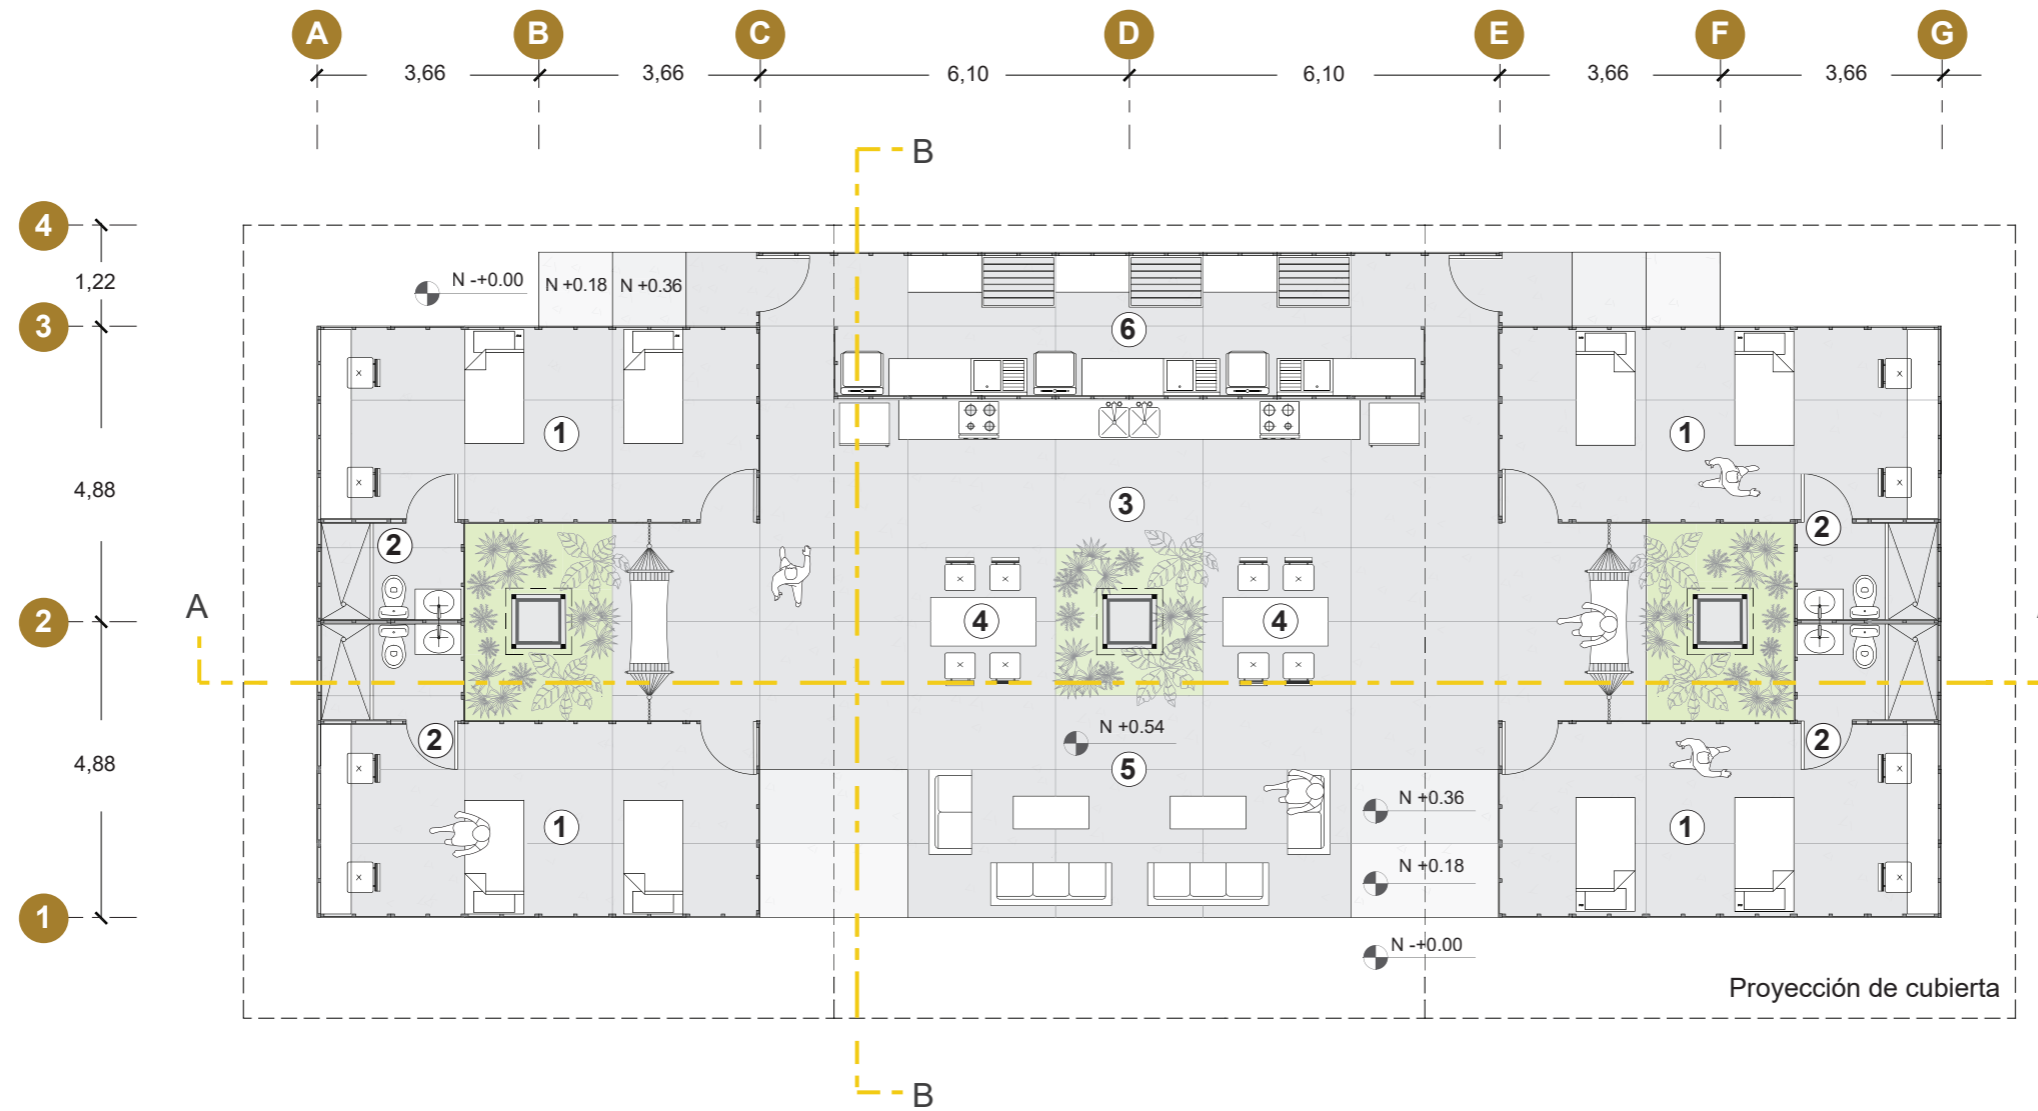 A B C D E F G
3,66 3,66 6,10 6,10 3,66 3,66
B
4
1,22
N -+0.00 N +0.18 N +0.36
3
6
1 1
4,88
3
2 2
A
2
4 4
2 2
N +0.54
4,88
5
N +0.36
1 1
N +0.18
1
N -+0.00
Proyección de cubierta
B